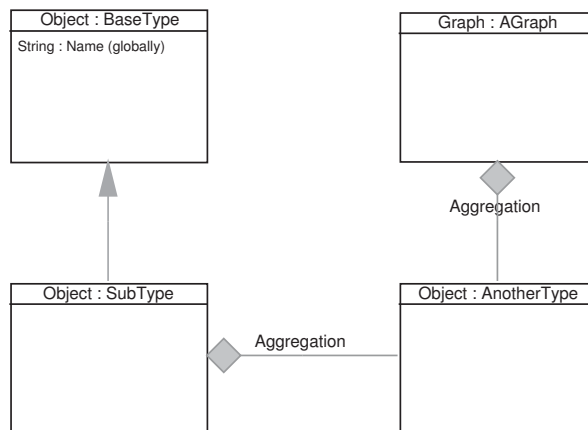 Object : BaseType
String : Name (globally)
Graph : AGraph
Aggregation
Object : SubType
Aggregation
Object : AnotherType